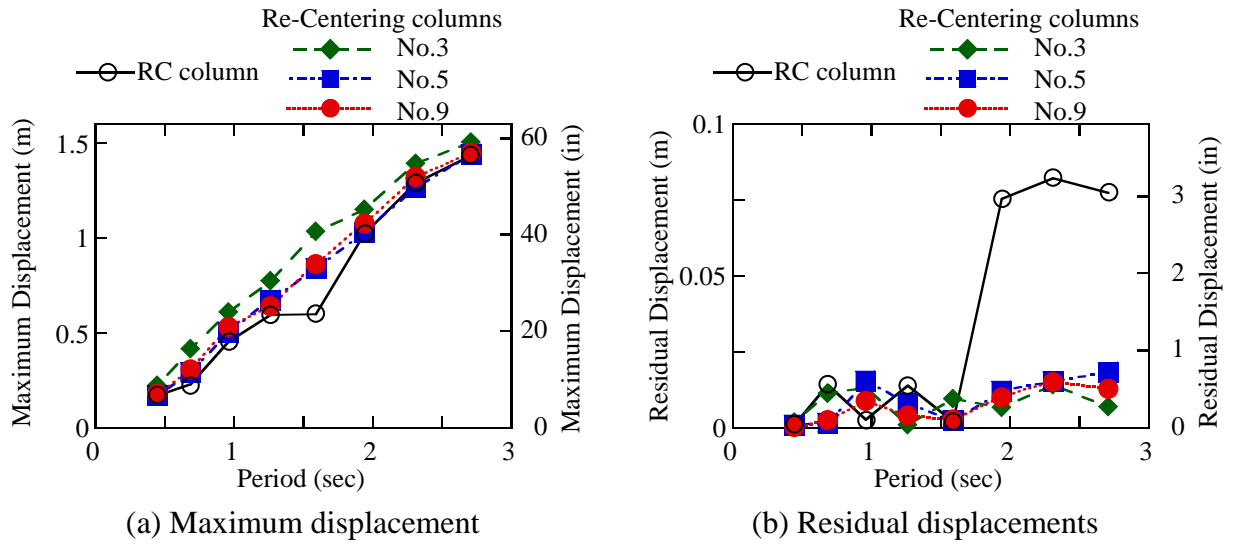 Re-Centering columns
No.3
RC column
No.5
No.9
Maximum Displacement (m)
1.5
1
0.5
0
60
40
20
0
Maximum Displacement (in)
0 1 2 3
Period (sec)
(a) Maximum displacement
Re-Centering columns
No.3
RC column
No.5
No.9
Residual Displacement (m)
0.1
0.05
0
3
2
1
0
Residual Displacement (in)
0 1 2 3
Period (sec)
(b) Residual displacements